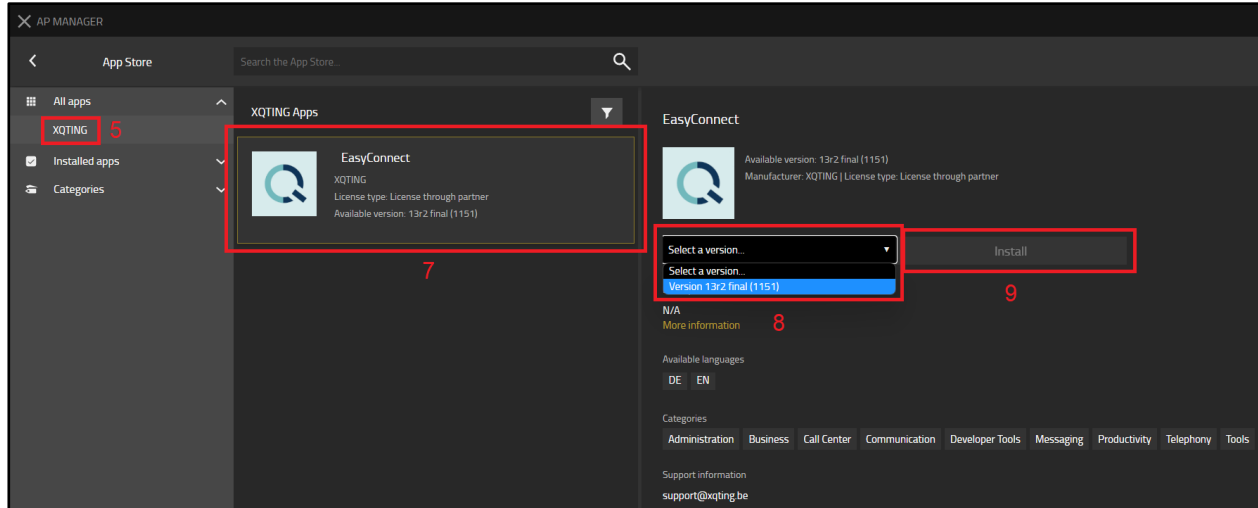 AP MANAGER
App Store
Search the App Store...
All apps
XQTING
5
Installed apps
Categories
XQTING Apps
EasyConnect
XQTING
License type: License through partner
Available version: 13r2 final (1151)
7
EasyConnect
Available version: 13r2 final (1151)
Manufacturer: XQTING | License type: License through partner
Select a version...
Select a version...
Version 13r2 final (1151)
8
Install
9
N/A
More information
Available languages
DE EN
Categories
Administration Business Call Center Communication Developer Tools Messaging Productivity Telephony Tools
Support information
support@xqting.be